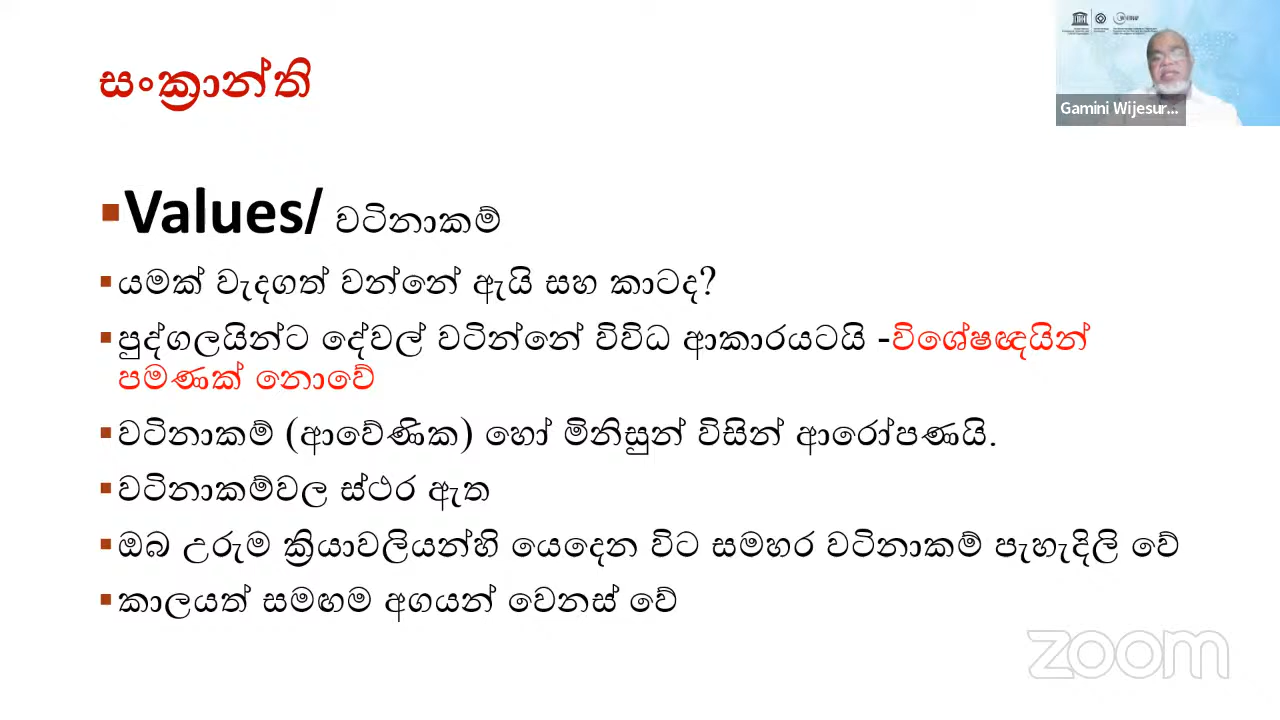 සංක්‍රාන්ති
Gamini Wijesur...
▪Values/ වටිනාකම්
▪යමක් වැදගත් වන්නේ ඇයි සහ කාටද?
▪පුද්ගලයින්ට දේවල් වටින්නේ විවිධ ආකාරයටයි -විශේෂඥයින්
පමණක් නොවේ
▪වටිනාකම් (ආවේණික) හෝ මිනිසුන් විසින් ආරෝපණයි.
▪වටිනාකම්වල ස්ථර ඇත
▪ඔබ උරුම ක්‍රියාවලියන්හි යෙදෙන විට සමහර වටිනාකම් පැහැදිලි වේ
▪කාලයත් සමඟම අගයන් වෙනස් වේ
zoom